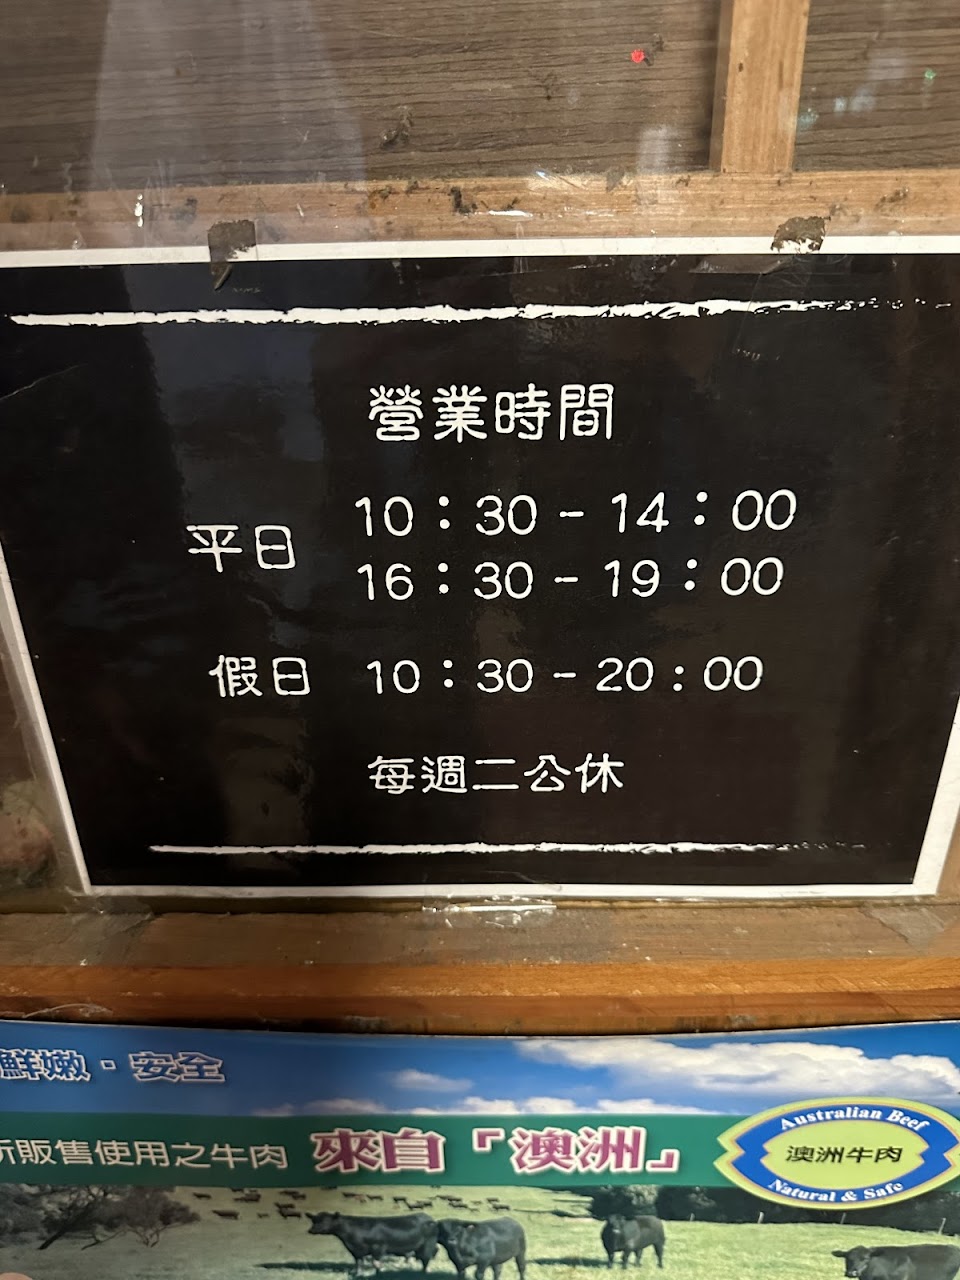 營業時間
平日 10：30 - 14：00
16：30 - 19：00
假日 10：30 - 20：00
每週二公休
鮮嫩・安全
販售使用之牛肉 來自「澳洲」
Australian Beef
澳洲牛肉
Natural & Safe